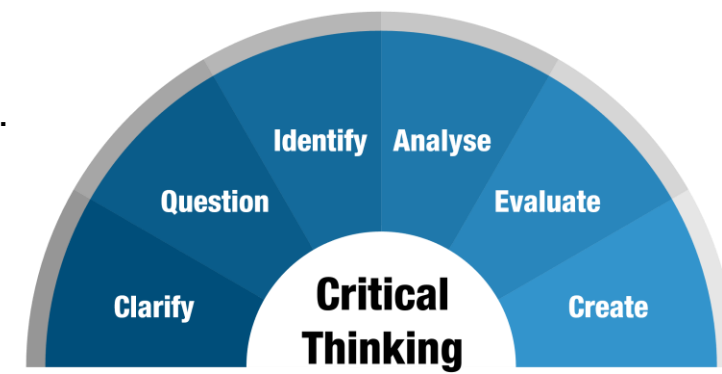 Clarify
Question
Identify
Analyse
Evaluate
Create
Critical
Thinking